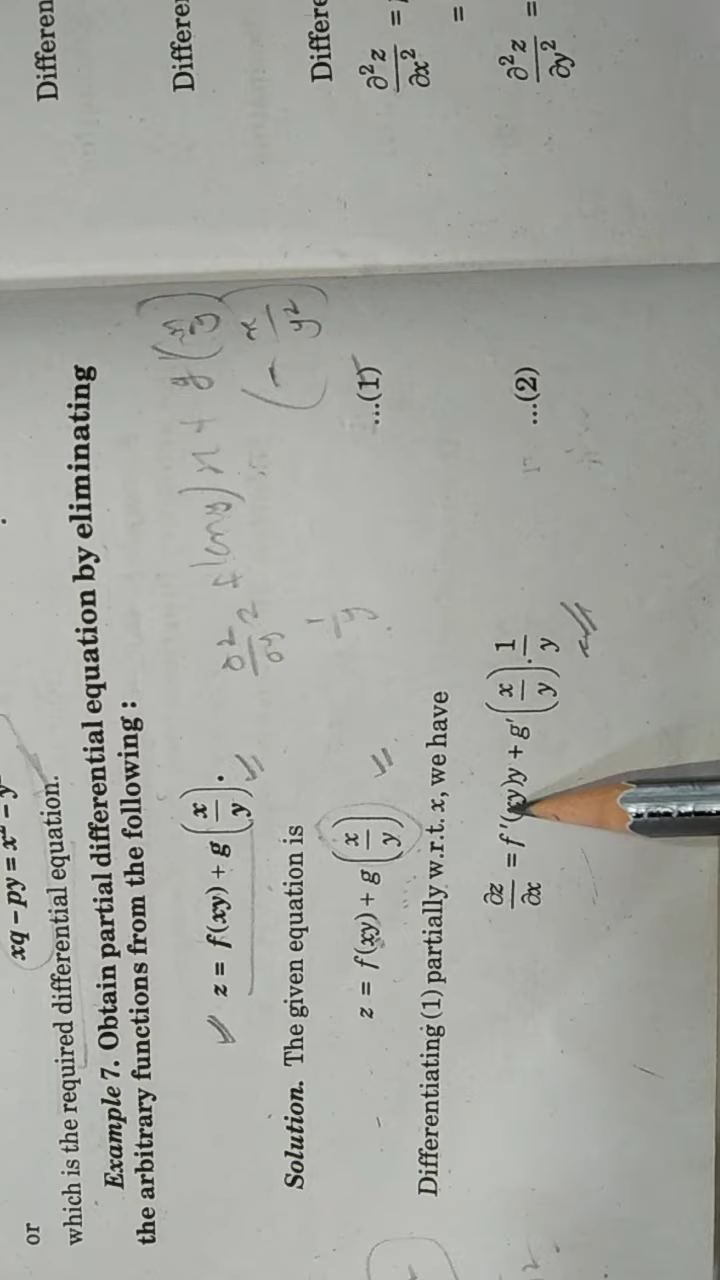 xq – py = x² – y
or
which is the required differential equation.
Example 7. Obtain partial differential equation by eliminating
the arbitrary functions from the following :
z = f(xy) + g(x/y).
Solution. The given equation is
z = f(xy) + g(x/y) ...(1)
Differentiating (1) partially w.r.t. x, we have
∂z/∂x = f'(xy)y + g'(x/y).1/y ...(2)
(– x/y²)
1/y
Differen
Differe
Differe
∂²z/∂x² =
=
∂²z/∂y² =